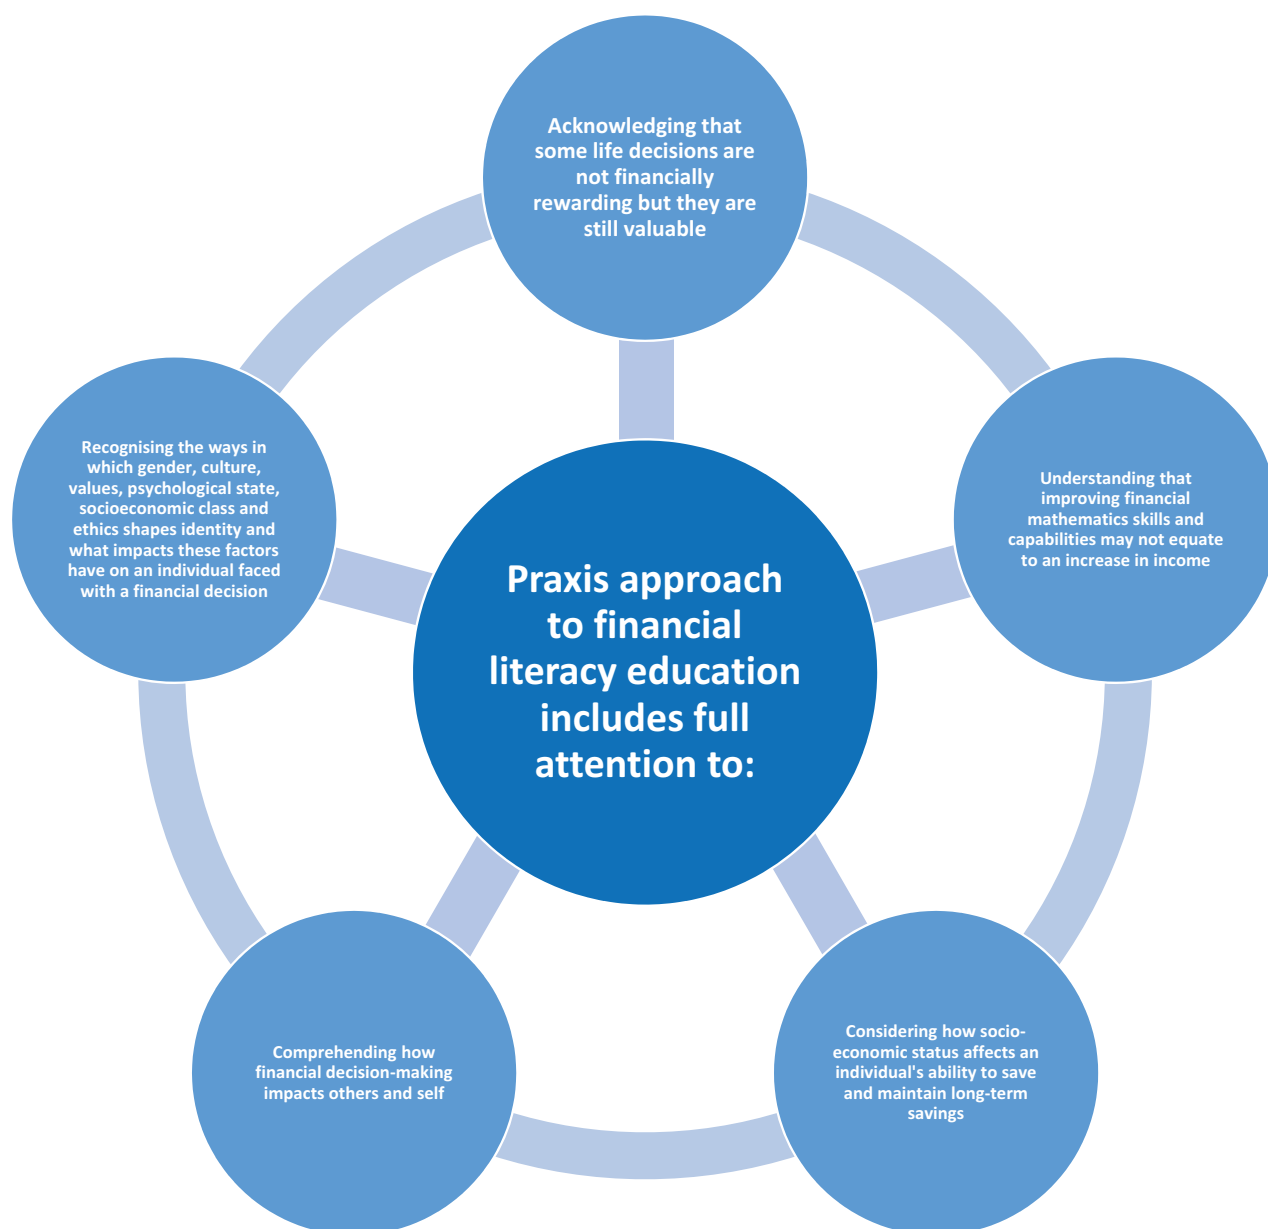 Acknowledging that
some life decisions are
not financially
rewarding but they are
still valuable
Recognising the ways in
which gender, culture,
values, psychological state,
socioeconomic class and
ethics shapes identity and
what impacts these factors
have on an individual faced
with a financial decision
Understanding that
improving financial
mathematics skills and
capabilities may not equate
to an increase in income
Praxis approach
to financial
literacy education
includes full
attention to:
Comprehending how
financial decision-making
impacts others and self
Considering how socio-
economic status affects an
individual's ability to save
and maintain long-term
savings